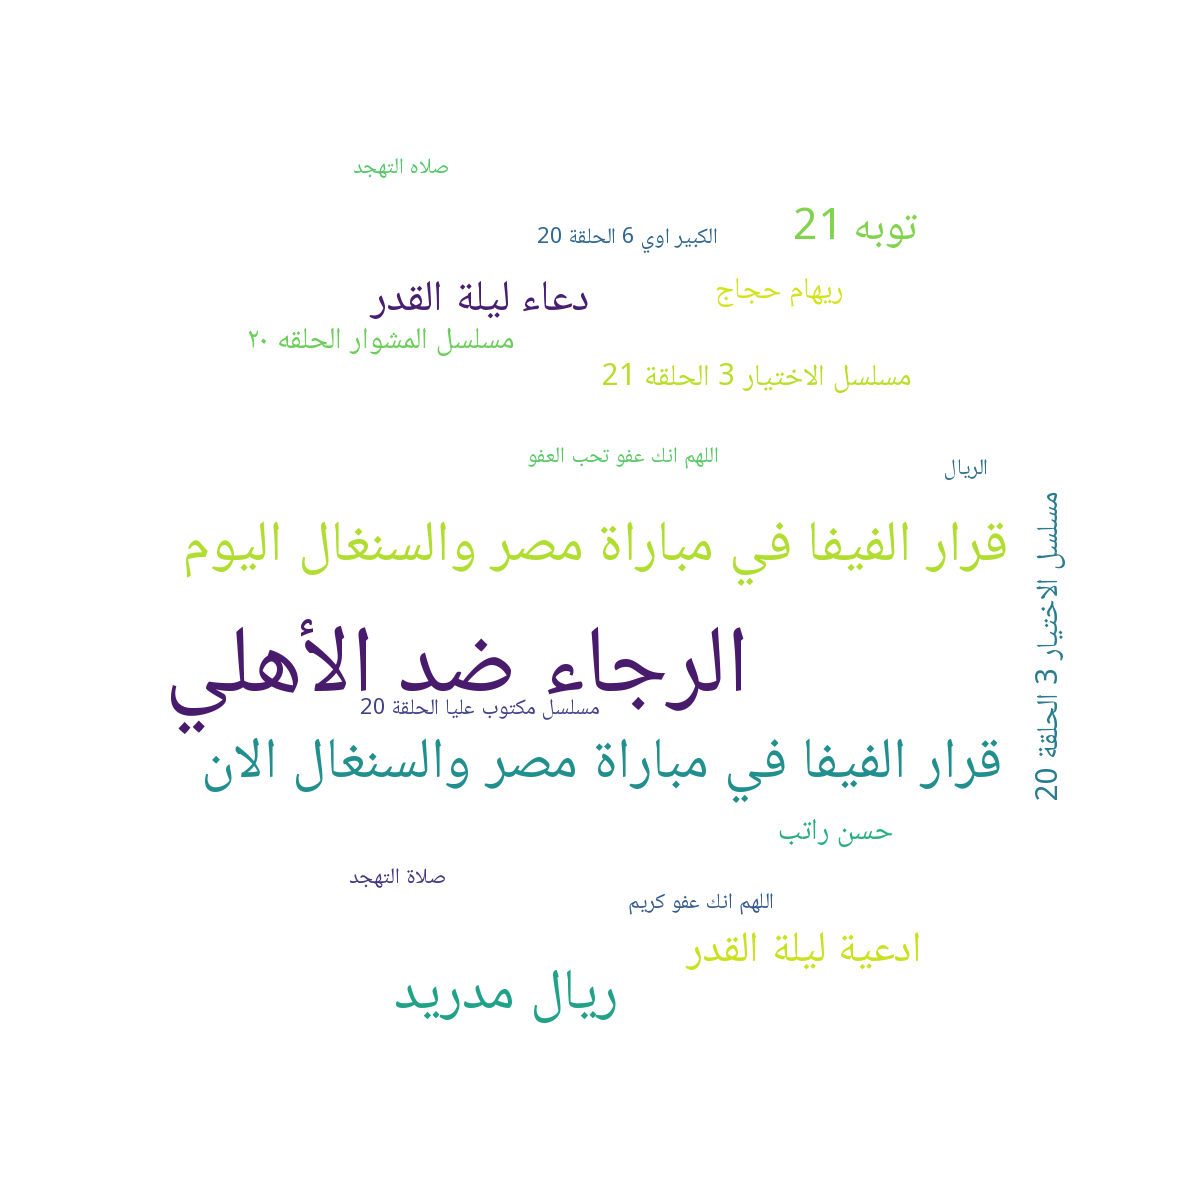 صلاه التهجد
توبه 21
الكبير اوي 6 الحلقة 20
ريهام حجاج
دعاء ليلة القدر
مسلسل المشوار الحلقه ٢٠
مسلسل الاختيار 3 الحلقة 21
اللهم انك عفو تحب العفو
الريال
مسلسل الاختيار 3 الحلقة 20
قرار الفيفا في مباراة مصر والسنغال اليوم
الرجاء ضد الأهلي
مسلسل مكتوب عليا الحلقة 20
قرار الفيفا في مباراة مصر والسنغال الان
حسن راتب
صلاة التهجد
اللهم انك عفو كريم
ادعية ليلة القدر
ريال مدريد